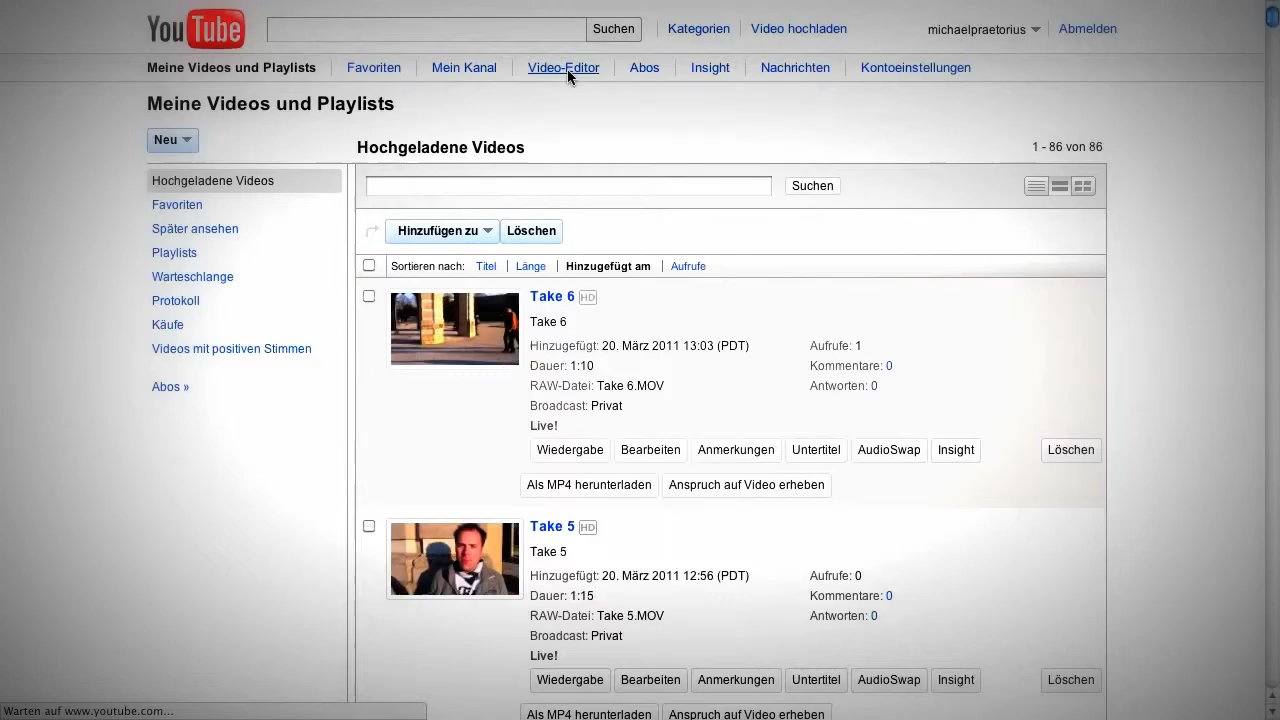 YouTube Suchen Kategorien Video hochladen michaelpraetorius Abmelden
Meine Videos und Playlists Favoriten Mein Kanal Video-Editor Abos Insight Nachrichten Kontoeinstellungen
Meine Videos und Playlists
Neu
Hochgeladene Videos 1 - 86 von 86
Hochgeladene Videos
Favoriten
Später ansehen
Playlists
Warteschlange
Protokoll
Käufe
Videos mit positiven Stimmen
Abos »
Suchen
Hinzufügen zu Löschen
Sortieren nach: Titel Länge Hinzugefügt am Aufrufe
Take 6 HD
Take 6
Hinzugefügt: 20. März 2011 13:03 (PDT) Aufrufe: 1
Dauer: 1:10 Kommentare: 0
RAW-Datei: Take 6.MOV Antworten: 0
Broadcast: Privat
Live!
Wiedergabe Bearbeiten Anmerkungen Untertitel AudioSwap Insight Löschen
Als MP4 herunterladen Anspruch auf Video erheben
Take 5 HD
Take 5
Hinzugefügt: 20. März 2011 12:56 (PDT) Aufrufe: 0
Dauer: 1:15 Kommentare: 0
RAW-Datei: Take 5.MOV Antworten: 0
Broadcast: Privat
Live!
Wiedergabe Bearbeiten Anmerkungen Untertitel AudioSwap Insight Löschen
Als MP4 herunterladen Anspruch auf Video erheben
Warten auf www.youtube.com...